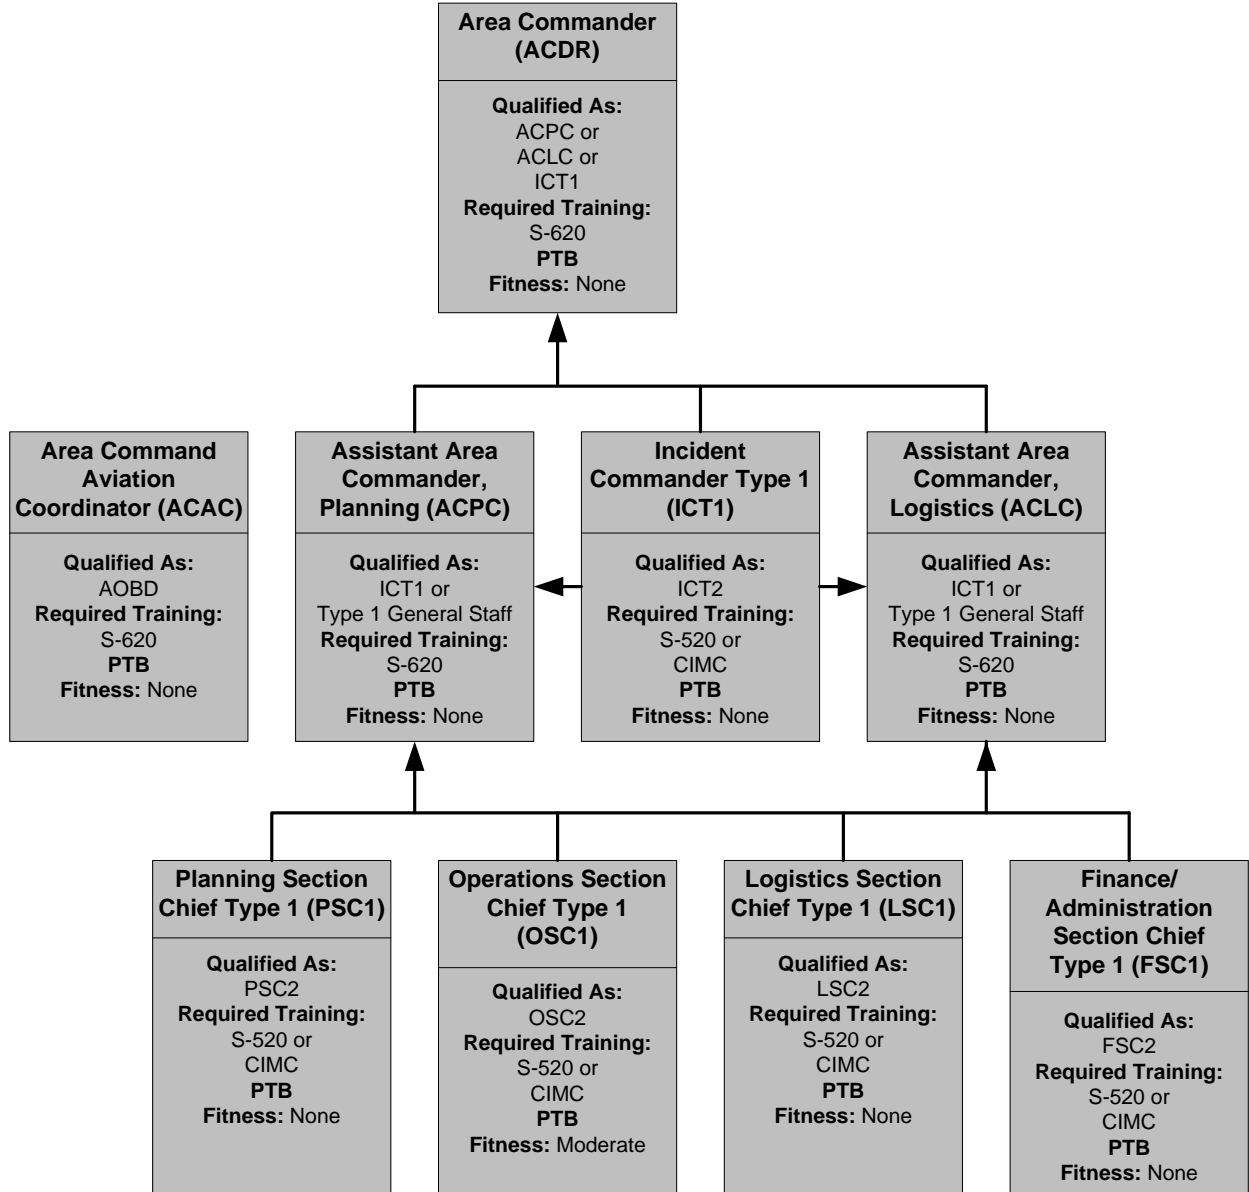 Area Commander
(ACDR)
Qualified As:
ACPC or
ACLC or
ICT1
Required Training:
S-620
PTB
Fitness: None
Area Command
Aviation
Coordinator (ACAC)
Qualified As:
AOBD
Required Training:
S-620
PTB
Fitness: None
Assistant Area
Commander,
Planning (ACPC)
Qualified As:
ICT1 or
Type 1 General Staff
Required Training:
S-620
PTB
Fitness: None
Incident
Commander Type 1
(ICT1)
Qualified As:
ICT2
Required Training:
S-520 or
CIMC
PTB
Fitness: None
Assistant Area
Commander,
Logistics (ACLC)
Qualified As:
ICT1 or
Type 1 General Staff
Required Training:
S-620
PTB
Fitness: None
Planning Section
Chief Type 1 (PSC1)
Qualified As:
PSC2
Required Training:
S-520 or
CIMC
PTB
Fitness: None
Operations Section
Chief Type 1
(OSC1)
Qualified As:
OSC2
Required Training:
S-520 or
CIMC
PTB
Fitness: Moderate
Logistics Section
Chief Type 1 (LSC1)
Qualified As:
LSC2
Required Training:
S-520 or
CIMC
PTB
Fitness: None
Finance/
Administration
Section Chief
Type 1 (FSC1)
Qualified As:
FSC2
Required Training:
S-520 or
CIMC
PTB
Fitness: None